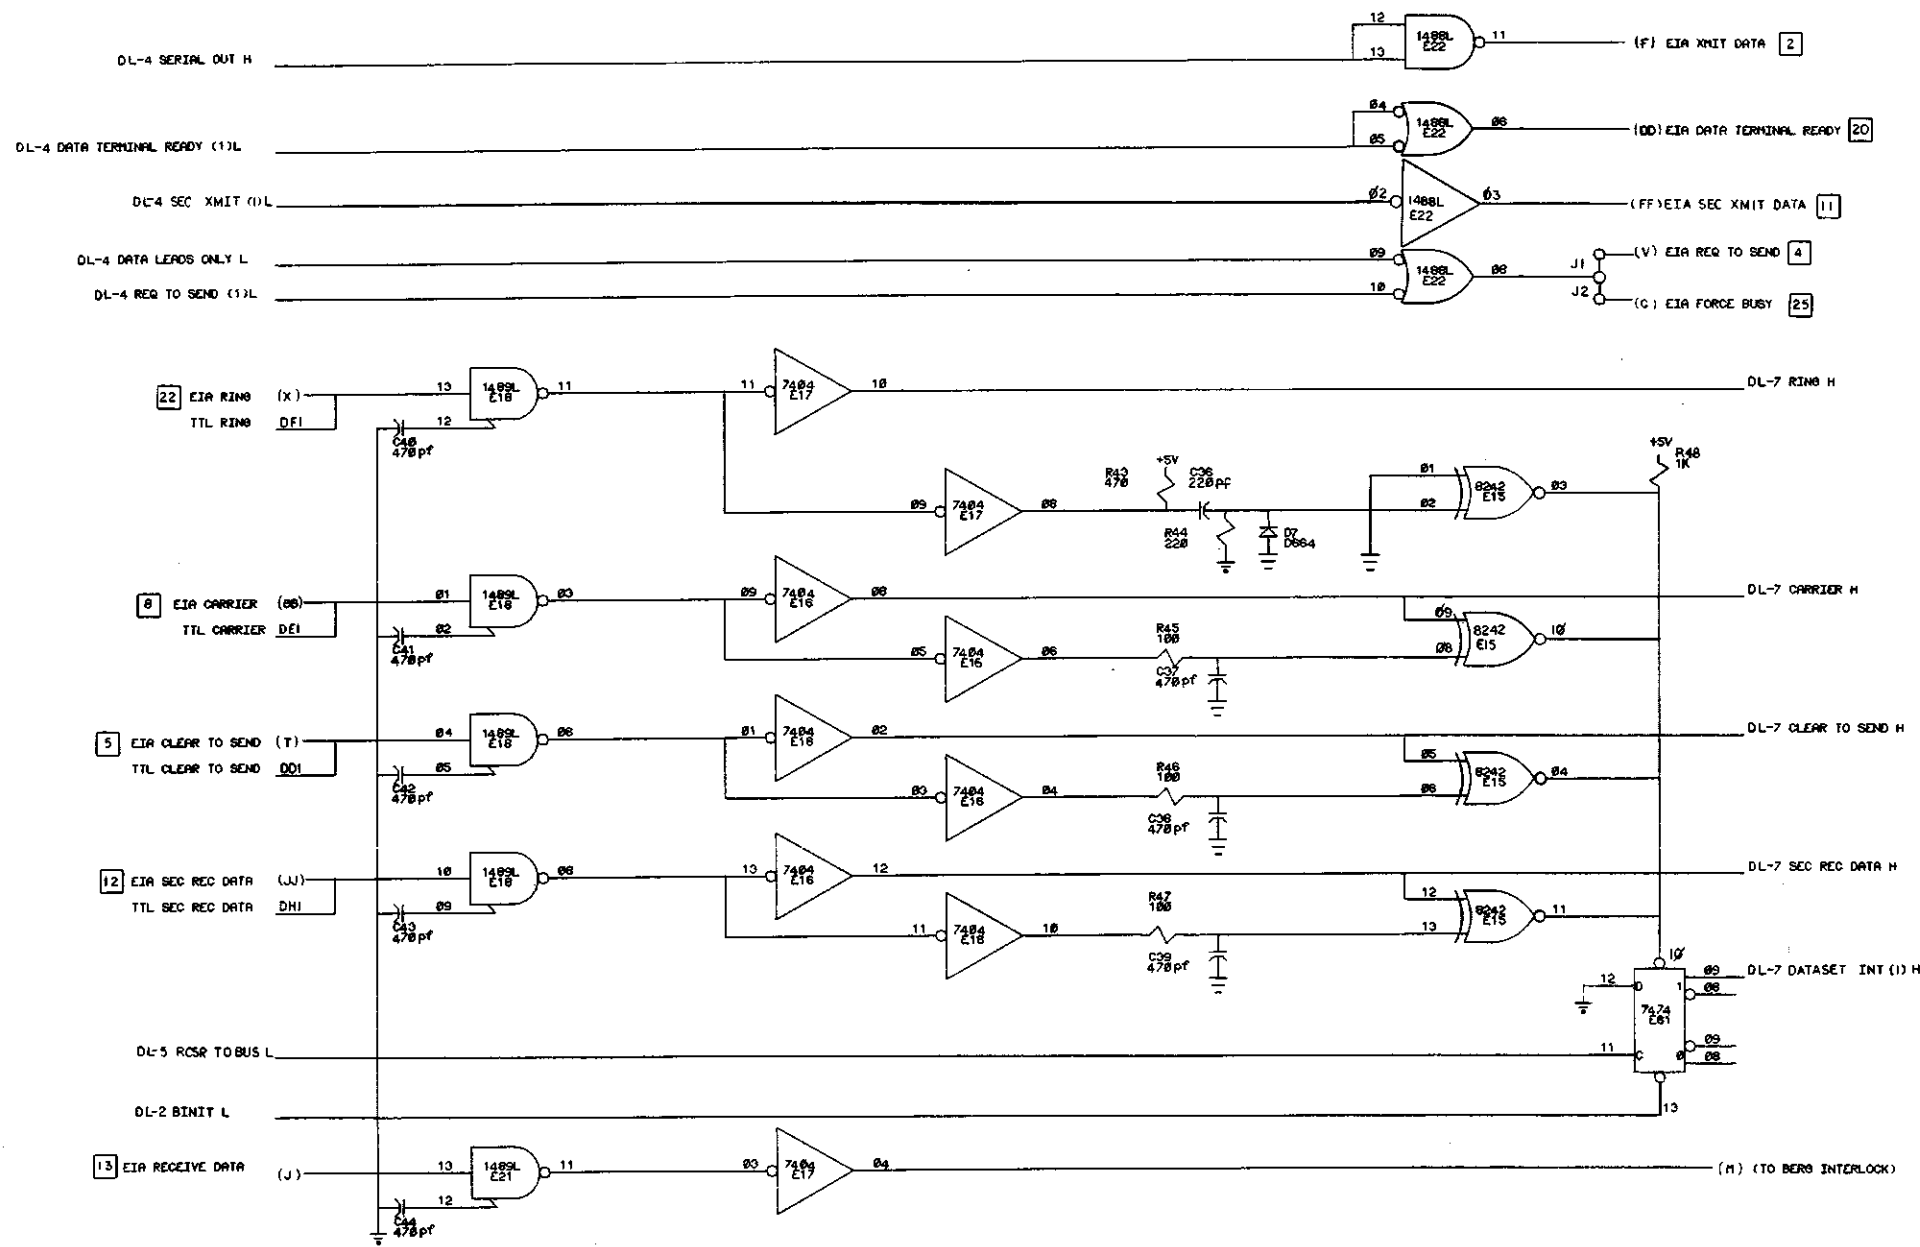 12
1488L
E22
11
(F) EIA XMIT DATA 2
DL-4 SERIAL OUT H
13
04
1488L
E22
06
(DD) EIA DATA TERMINAL READY 20
DL-4 DATA TERMINAL READY (1)L
05
DL-4 SEC XMIT (1)L
02
1488L
E22
03
(FF) EIA SEC XMIT DATA 11
DL-4 DATA LEADS ONLY L
09
1488L
E22
08
J1
(V) EIA REQ TO SEND 4
DL-4 REQ TO SEND (1)L
10
J2
(C) EIA FORCE BUSY 25
22 EIA RING (X)
13
1489L
E18
11
11
7404
E17
10
DL-7 RING H
TTL RING DF1
12
C40
470pf
09
7404
E17
08
R43
470
+5V
C36
220pf
R44
220
D7
D664
01
02
8242
E15
03
+5V
R48
1K
8 EIA CARRIER (BB)
01
1489L
E18
03
09
7404
E16
08
DL-7 CARRIER H
TTL CARRIER DE1
02
C41
470pf
05
7404
E16
06
R45
100
C37
470pf
09
08
8242
E15
10
5 EIA CLEAR TO SEND (T)
04
1489L
E18
06
01
7404
E16
02
DL-7 CLEAR TO SEND H
TTL CLEAR TO SEND DD1
05
C42
470pf
03
7404
E16
04
R46
100
C38
470pf
05
06
8242
E15
04
12 EIA SEC REC DATA (JJ)
10
1489L
E18
08
13
7404
E16
12
DL-7 SEC REC DATA H
TTL SEC REC DATA DH1
09
C43
470pf
11
7404
E16
10
R47
100
C39
470pf
12
13
8242
E15
11
10
12
D
1
09
DL-7 DATASET INT (1) H
08
7474
E61
09
DL-5 RCSR TO BUS L
11
C
0
08
DL-2 BINIT L
13
13 EIA RECEIVE DATA (J)
13
1489L
E21
11
03
7404
E17
04
(M) (TO BERG INTERLOCK)
12
C44
470pf